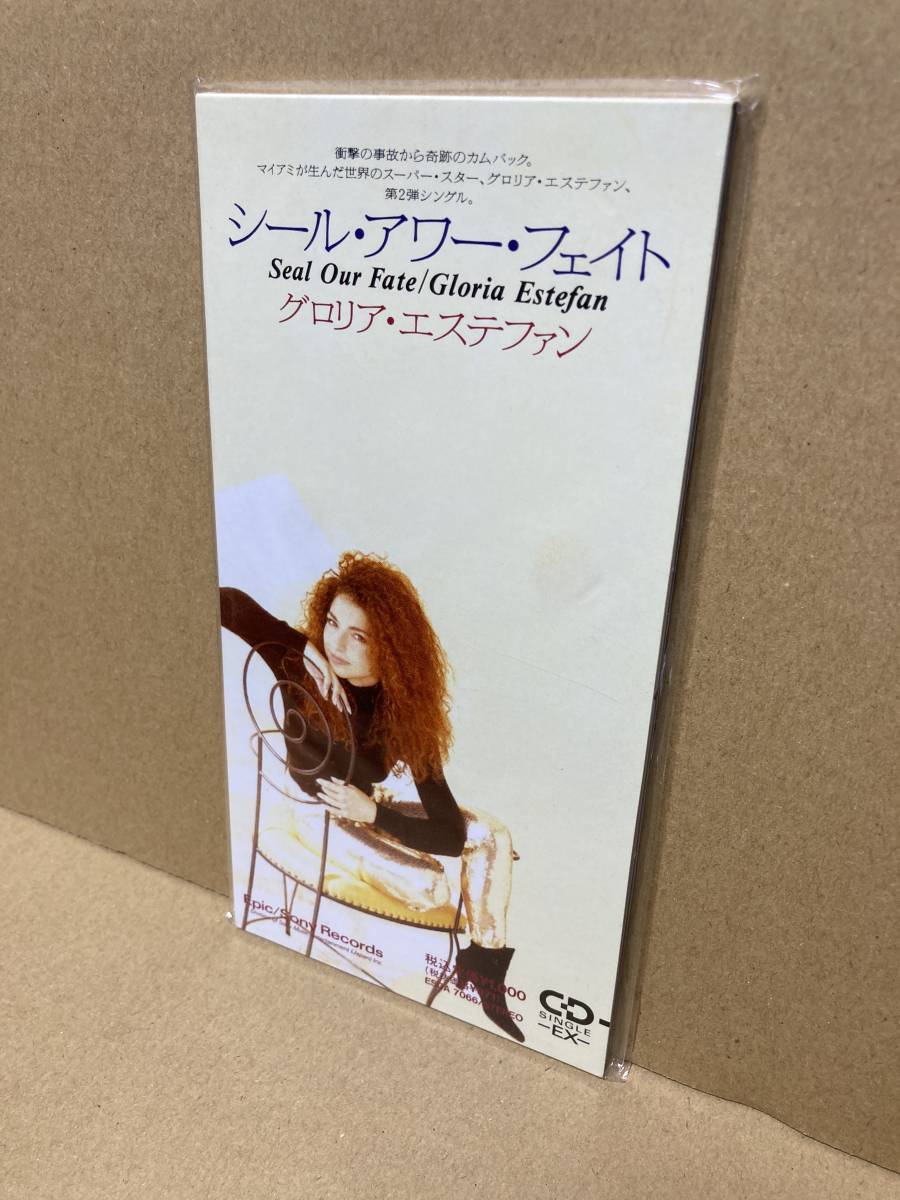 衝撃の事故から奇跡のカムバック。
マイアミが生んだ世界のスーパー・スター、グロリア・エステファン、
第2弾シングル。
シール・アワー・フェイト
Seal Our Fate/Gloria Estefan
グロリア・エステファン
Epic/Sony Records
税込 ¥1,000
7066
CD
SINGLE
-EX-